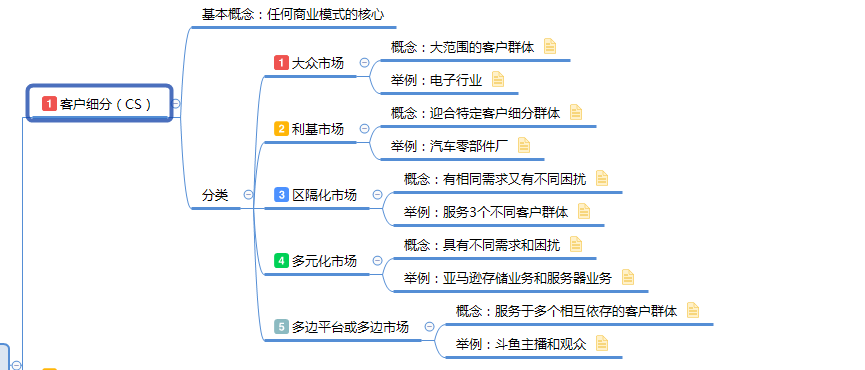 基本概念：任何商业模式的核心
概念：大范围的客户群体
1 大众市场
举例：电子行业
1 客户细分（CS）
概念：迎合特定客户细分群体
2 利基市场
举例：汽车零部件厂
概念：有相同需求又有不同困扰
分类
3 区隔化市场
举例：服务3个不同客户群体
概念：具有不同需求和困扰
4 多元化市场
举例：亚马逊存储业务和服务器业务
概念：服务于多个相互依存的客户群体
5 多边平台或多边市场
举例：斗鱼主播和观众